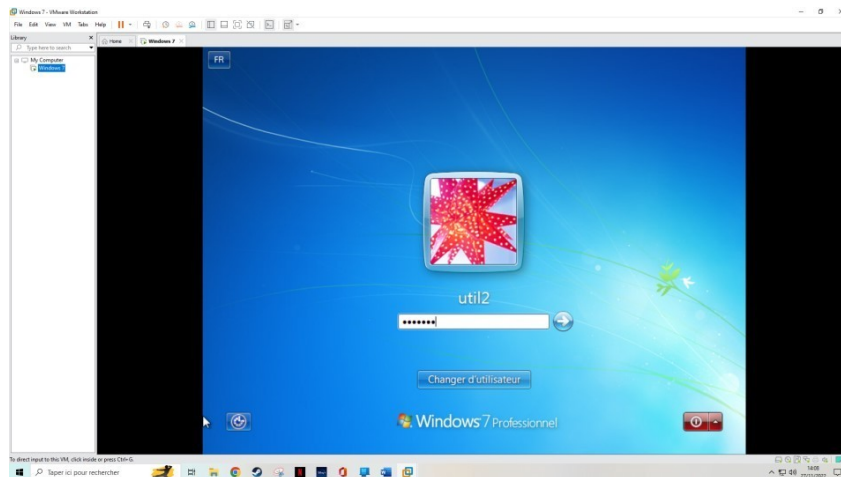 Windows 7 - VMware Workstation
File Edit View VM Tabs Help
Library
Home
Windows 7
Type here to search
My Computer
Windows 7
FR
util2
Changer d'utilisateur
Windows 7 Professionnel
To direct input to this VM, click inside or press Ctrl+G.
Taper ici pour rechercher